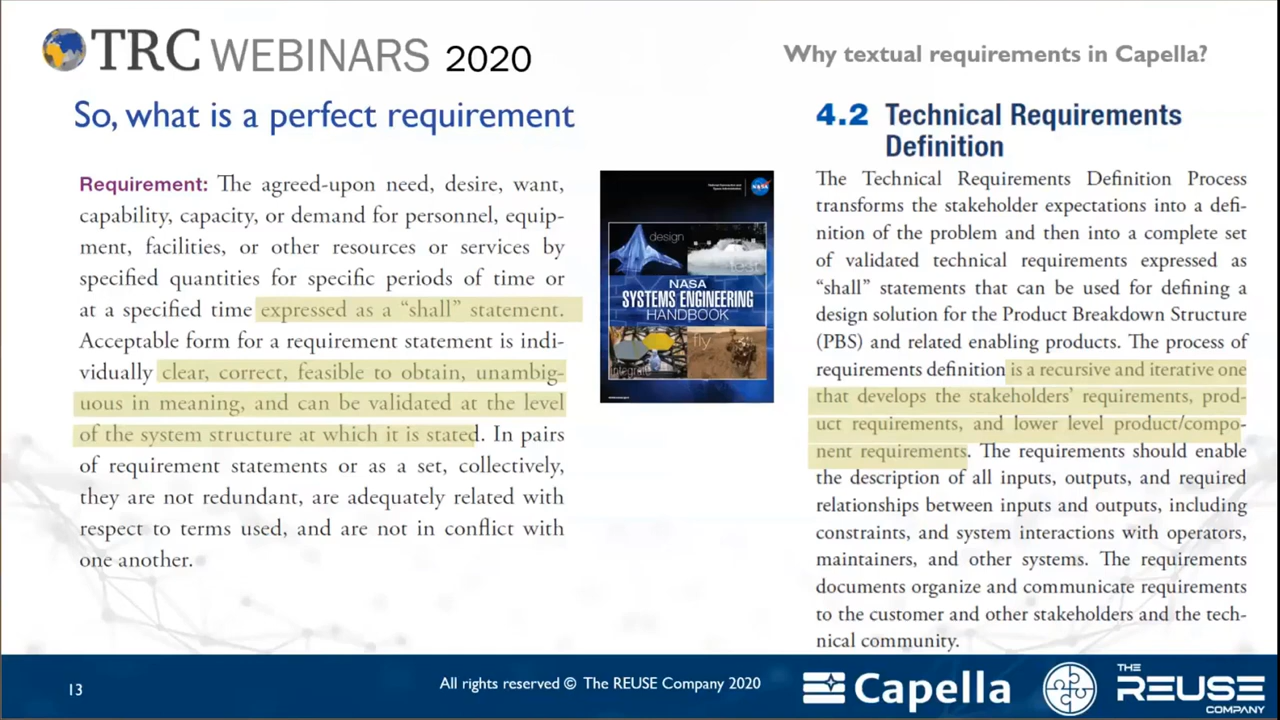 TRC WEBINARS 2020
Why textual requirements in Capella?
So, what is a perfect requirement
Requirement: The agreed-upon need, desire, want,
capability, capacity, or demand for personnel, equip-
ment, facilities, or other resources or services by
specified quantities for specific periods of time or
at a specified time expressed as a “shall” statement.
Acceptable form for a requirement statement is indi-
vidually clear, correct, feasible to obtain, unambig-
uous in meaning, and can be validated at the level
of the system structure at which it is stated. In pairs
of requirement statements or as a set, collectively,
they are not redundant, are adequately related with
respect to terms used, and are not in conflict with
one another.
NASA
design
test
NASA
SYSTEMS ENGINEERING
HANDBOOK
fly
integrate
4.2 Technical Requirements
Definition
The Technical Requirements Definition Process
transforms the stakeholder expectations into a defi-
nition of the problem and then into a complete set
of validated technical requirements expressed as
“shall” statements that can be used for defining a
design solution for the Product Breakdown Structure
(PBS) and related enabling products. The process of
requirements definition is a recursive and iterative one
that develops the stakeholders’ requirements, prod-
uct requirements, and lower level product/compo-
nent requirements. The requirements should enable
the description of all inputs, outputs, and required
relationships between inputs and outputs, including
constraints, and system interactions with operators,
maintainers, and other systems. The requirements
documents organize and communicate requirements
to the customer and other stakeholders and the tech-
nical community.
13
All rights reserved © The REUSE Company 2020
Capella
THE
REUSE
COMPANY